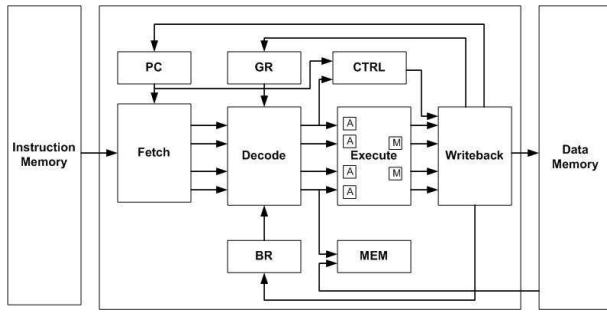 PC
GR
CTRL
Instruction
Memory
Fetch
Decode
A
A
A
A
M
M
Execute
Writeback
Data
Memory
BR
MEM